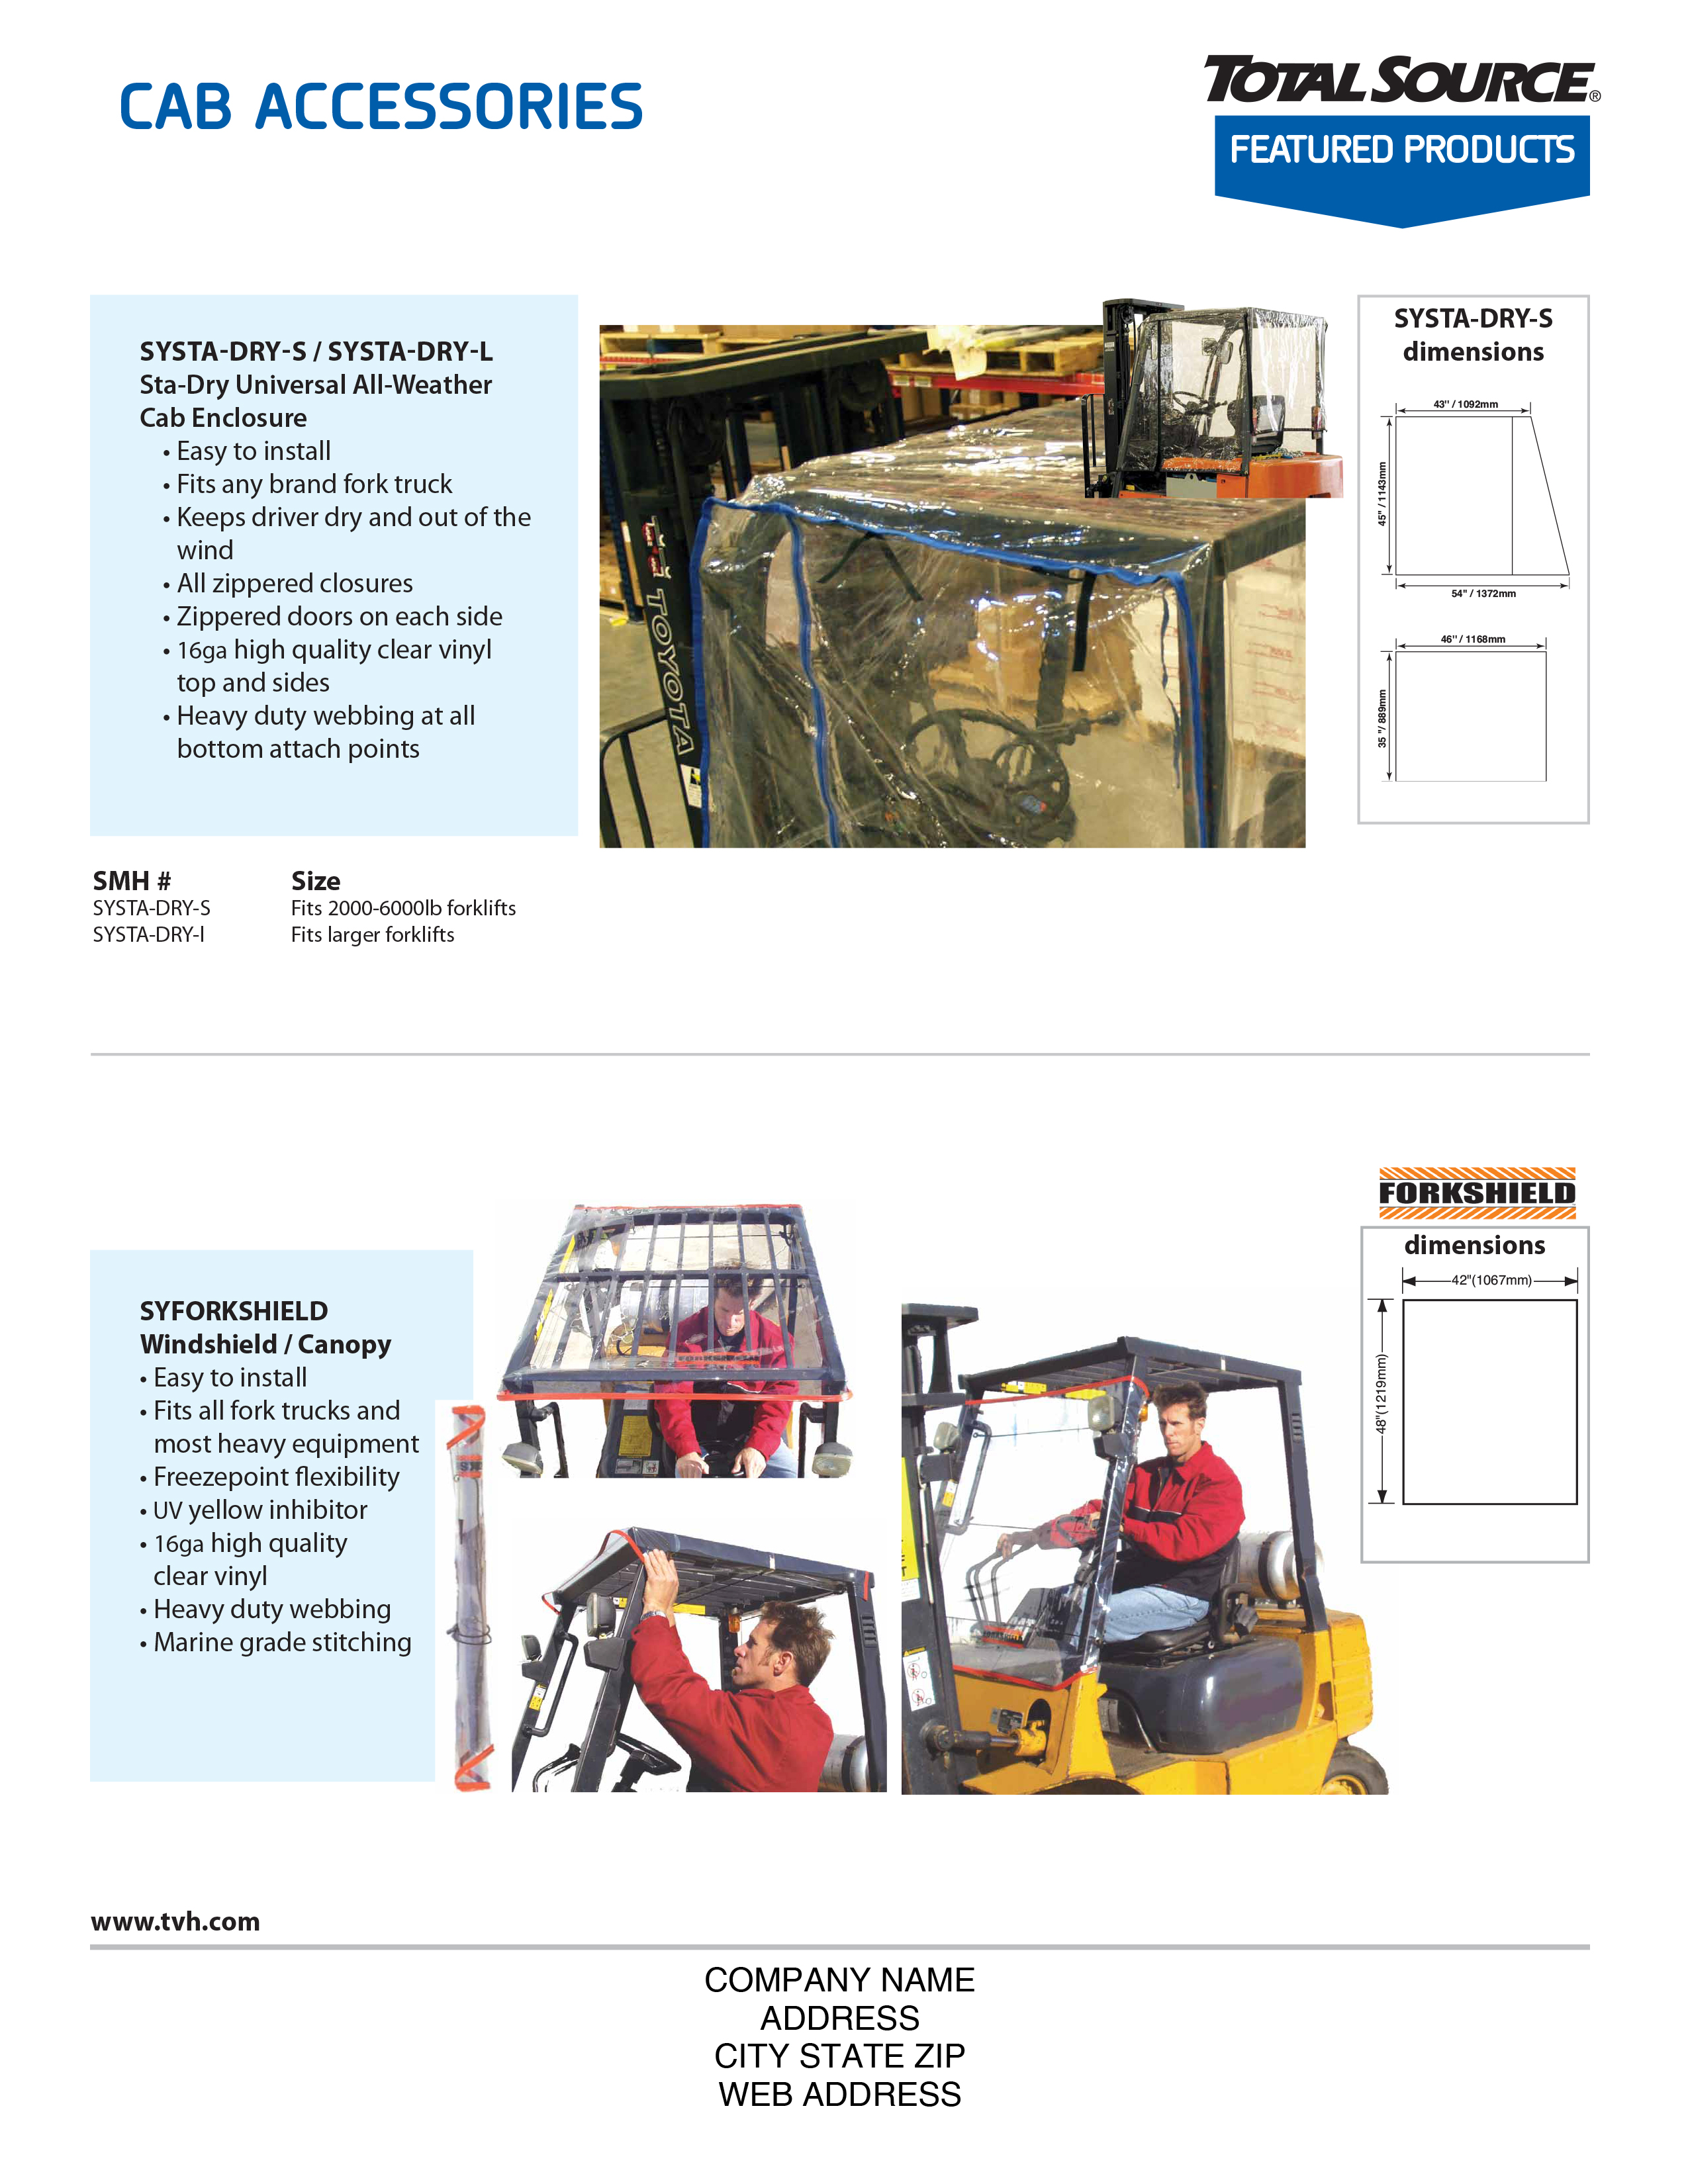 CAB ACCESSORIES
TOTALSOURCE®
FEATURED PRODUCTS
SYSTA-DRY-S / SYSTA-DRY-L
Sta-Dry Universal All-Weather
Cab Enclosure
• Easy to install
• Fits any brand fork truck
• Keeps driver dry and out of the
wind
• All zippered closures
• Zippered doors on each side
• 16ga high quality clear vinyl
top and sides
• Heavy duty webbing at all
bottom attach points
TOYOTA
SYSTA-DRY-S
dimensions
43" / 1092mm
45" / 1143mm
54" / 1372mm
46" / 1168mm
35 "/ 889mm
SMH # Size
SYSTA-DRY-S Fits 2000-6000lb forklifts
SYSTA-DRY-l Fits larger forklifts
FORKSHIELD
dimensions
42"(1067mm)
48"(1219mm)
SYFORKSHIELD
Windshield / Canopy
• Easy to install
• Fits all fork trucks and
most heavy equipment
• Freezepoint flexibility
• UV yellow inhibitor
• 16ga high quality
clear vinyl
• Heavy duty webbing
• Marine grade stitching
FORKSHIELD
www.tvh.com
COMPANY NAME
ADDRESS
CITY STATE ZIP
WEB ADDRESS